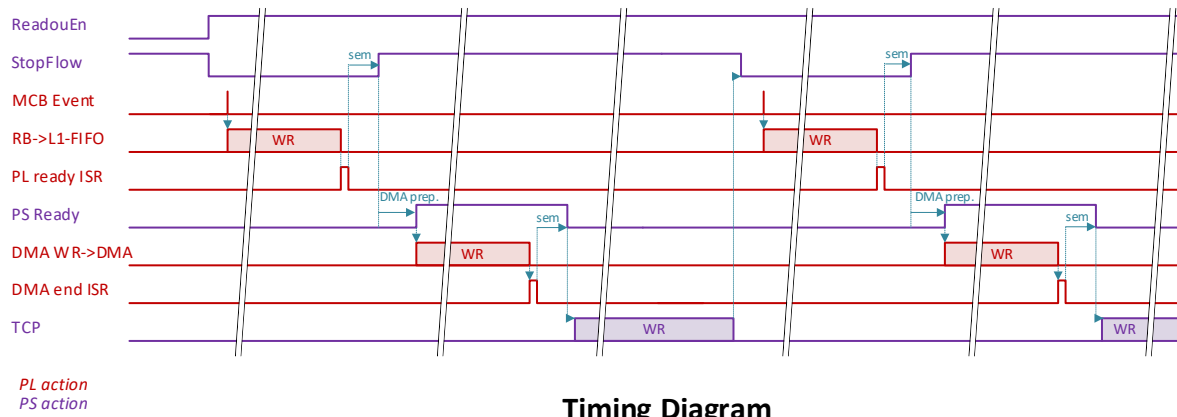 ReadouEn
sem
sem
StopFlow
MCB Event
RB->L1-FIFO
WR
WR
PL ready ISR
DMA prep.
DMA prep.
PS Ready
sem
sem
DMA WR->DMA
WR
WR
DMA end ISR
TCP
WR
WR
PL action
PS action
Timing Diagram